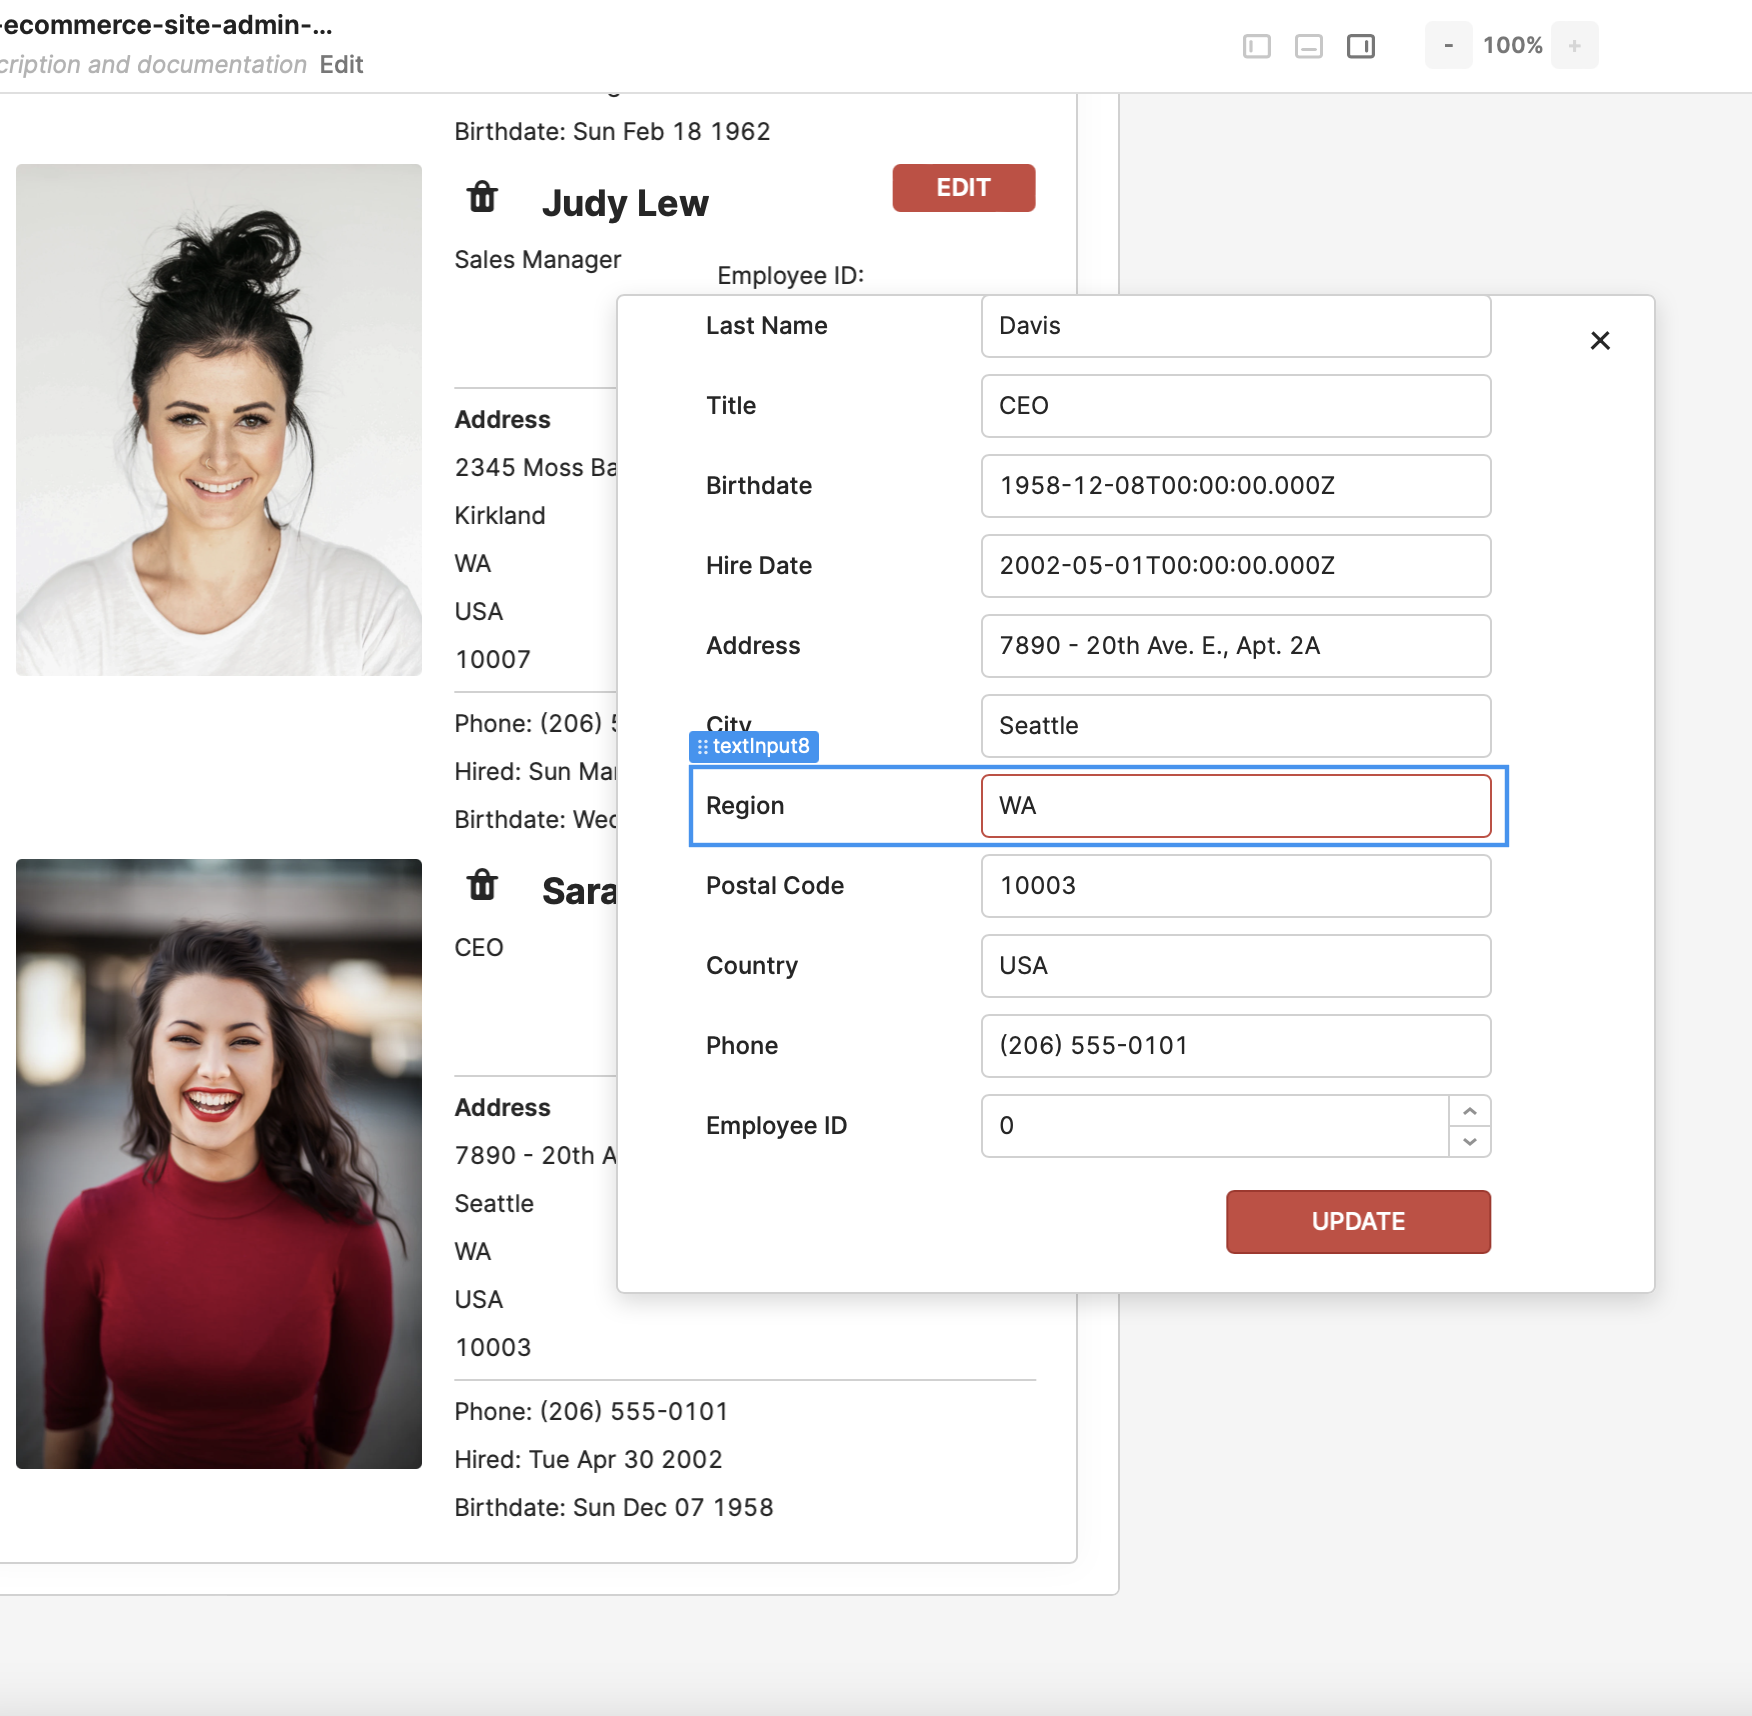 -ecommerce-site-admin-...
cription and documentation Edit
- 100% +
Birthdate: Sun Feb 18 1962
Judy Lew
EDIT
Sales Manager
Employee ID:
Address
2345 Moss Ba
Kirkland
WA
USA
10007
Phone: (206) 5
Hired: Sun Mar
Birthdate: Wed
Sara
CEO
Address
7890 - 20th A
Seattle
WA
USA
10003
Phone: (206) 555-0101
Hired: Tue Apr 30 2002
Birthdate: Sun Dec 07 1958
Last Name Davis
Title CEO
Birthdate 1958-12-08T00:00:00.000Z
Hire Date 2002-05-01T00:00:00.000Z
Address 7890 - 20th Ave. E., Apt. 2A
City Seattle
textInput8
Region WA
Postal Code 10003
Country USA
Phone (206) 555-0101
Employee ID 0
UPDATE